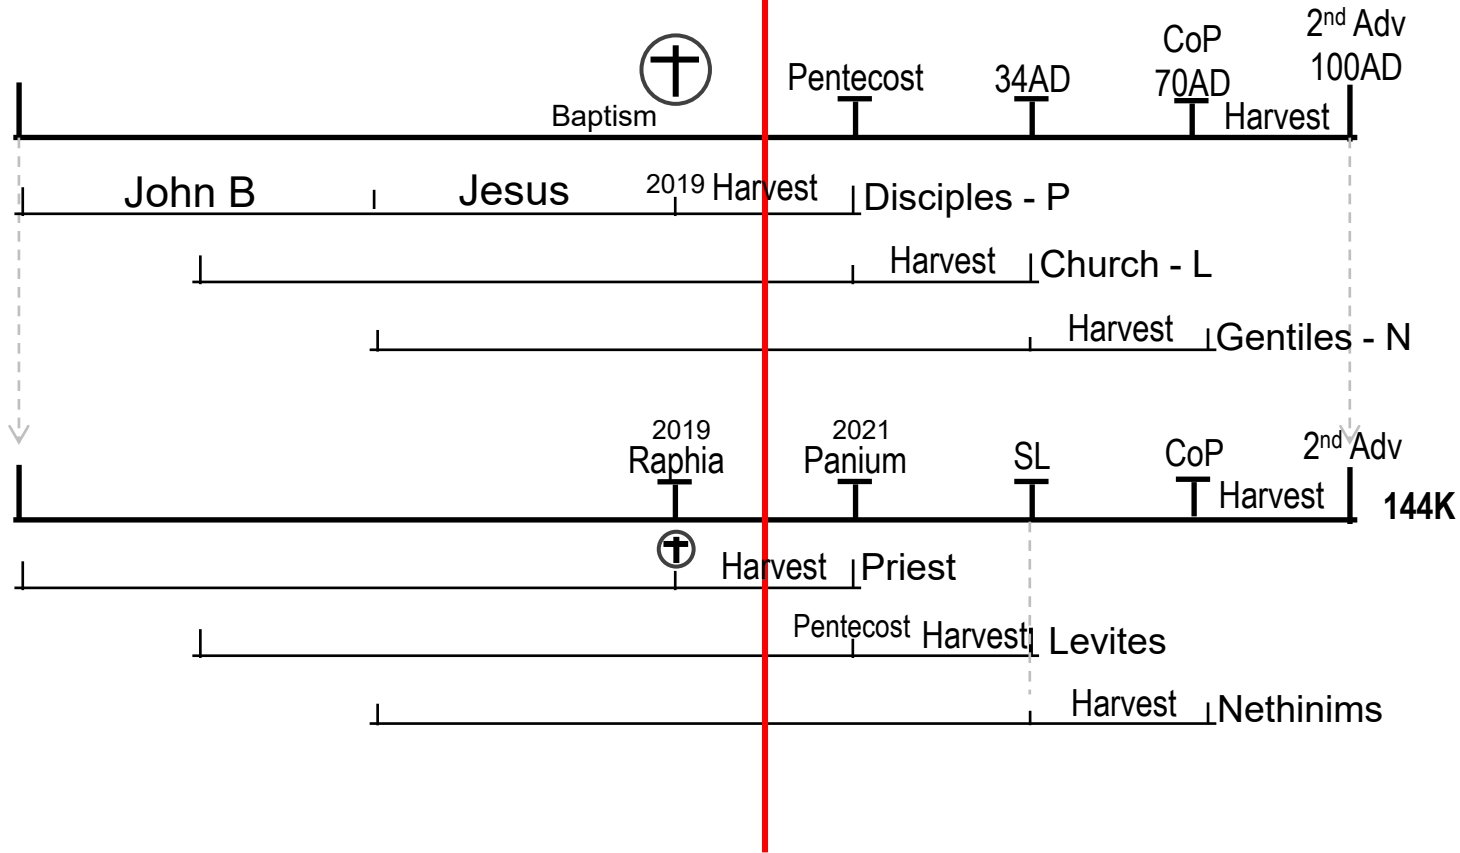 2nd Adv
CoP
100AD
Pentecost
34AD
70AD
Baptism
Harvest
John B
Jesus
2019
Harvest
Disciples - P
Harvest
Church - L
Harvest
Gentiles - N
2019
Raphia
2021
Panium
SL
CoP
2nd Adv
Harvest
144K
Harvest
Priest
Pentecost
Harvest
Levites
Harvest
Nethinims